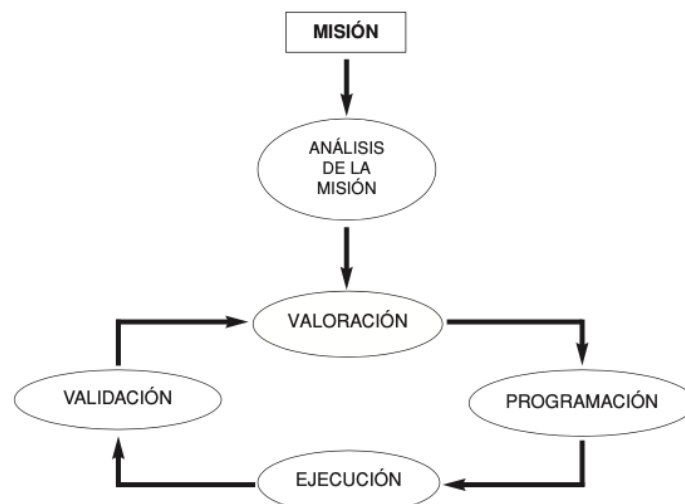 MISIÓN
ANÁLISIS
DE LA
MISIÓN
VALORACIÓN
VALIDACIÓN
PROGRAMACIÓN
EJECUCIÓN